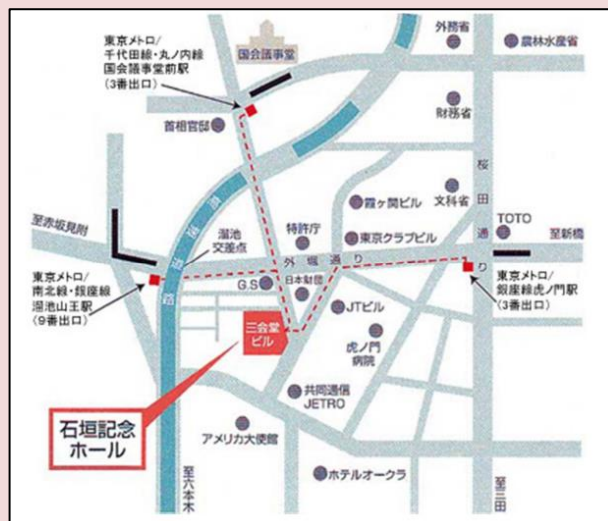 東京メトロ/
千代田線・丸ノ内線
国会議事堂前駅
(3番出口)
国会議事堂
外務省
農林水産省
首相官邸
財務省
桜田通り
霞ヶ関ビル
文科省
至赤坂見附
溜池
交差点
特許庁
東京クラブビル
TOTO
至新橋
外堀通り
東京メトロ/
南北線・銀座線
溜池山王駅
(9番出口)
G.S
日本財団
東京メトロ/
銀座線虎ノ門駅
(3番出口)
JTビル
三会堂
ビル
虎ノ門
病院
共同通信
JETRO
石垣記念
ホール
アメリカ大使館
ホテルオークラ
至六本木
至三田